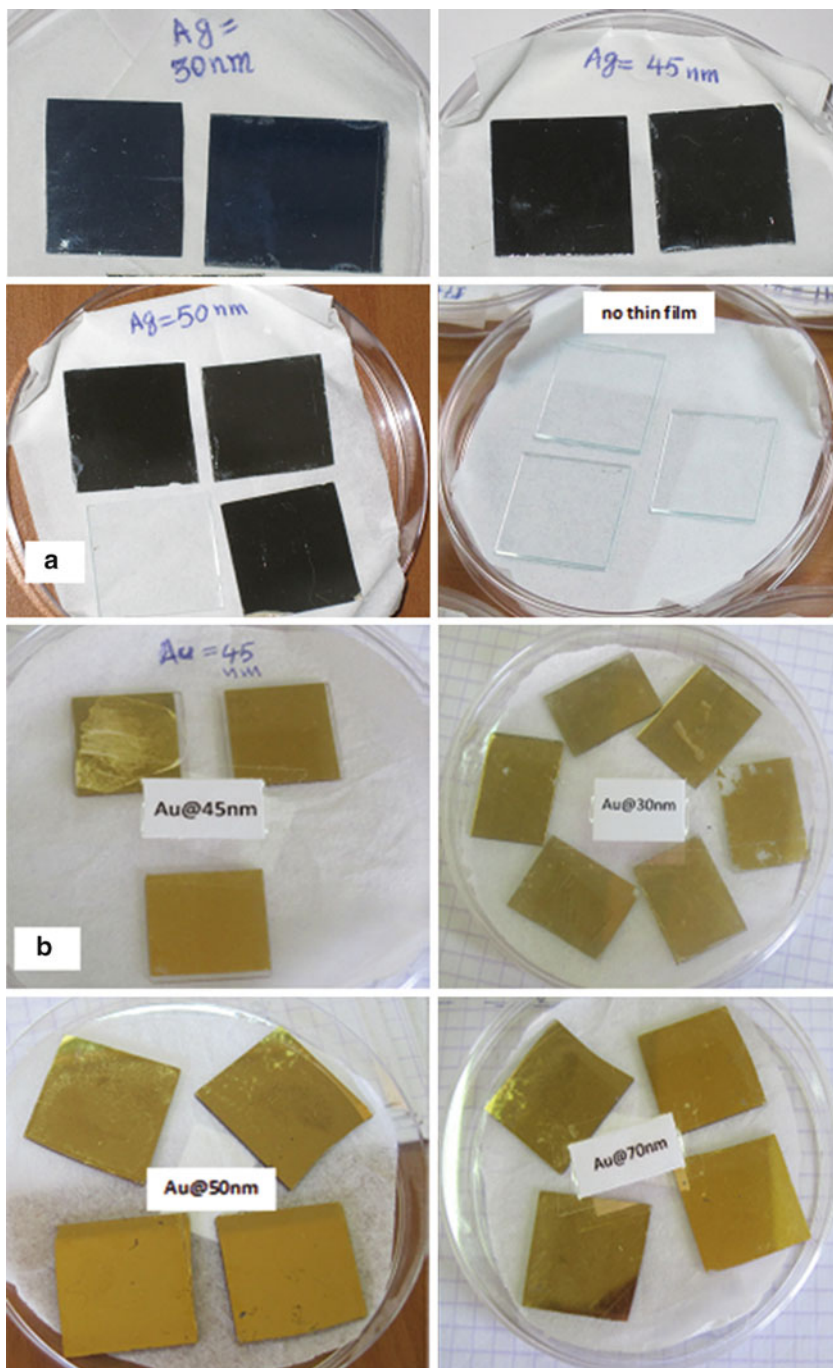 Ag =
30nm
Ag = 45 nm
Ag = 50 nm
no thin film
a
Au = 45
nm
Au@45nm
Au@30nm
b
Au@50nm
Au@70nm